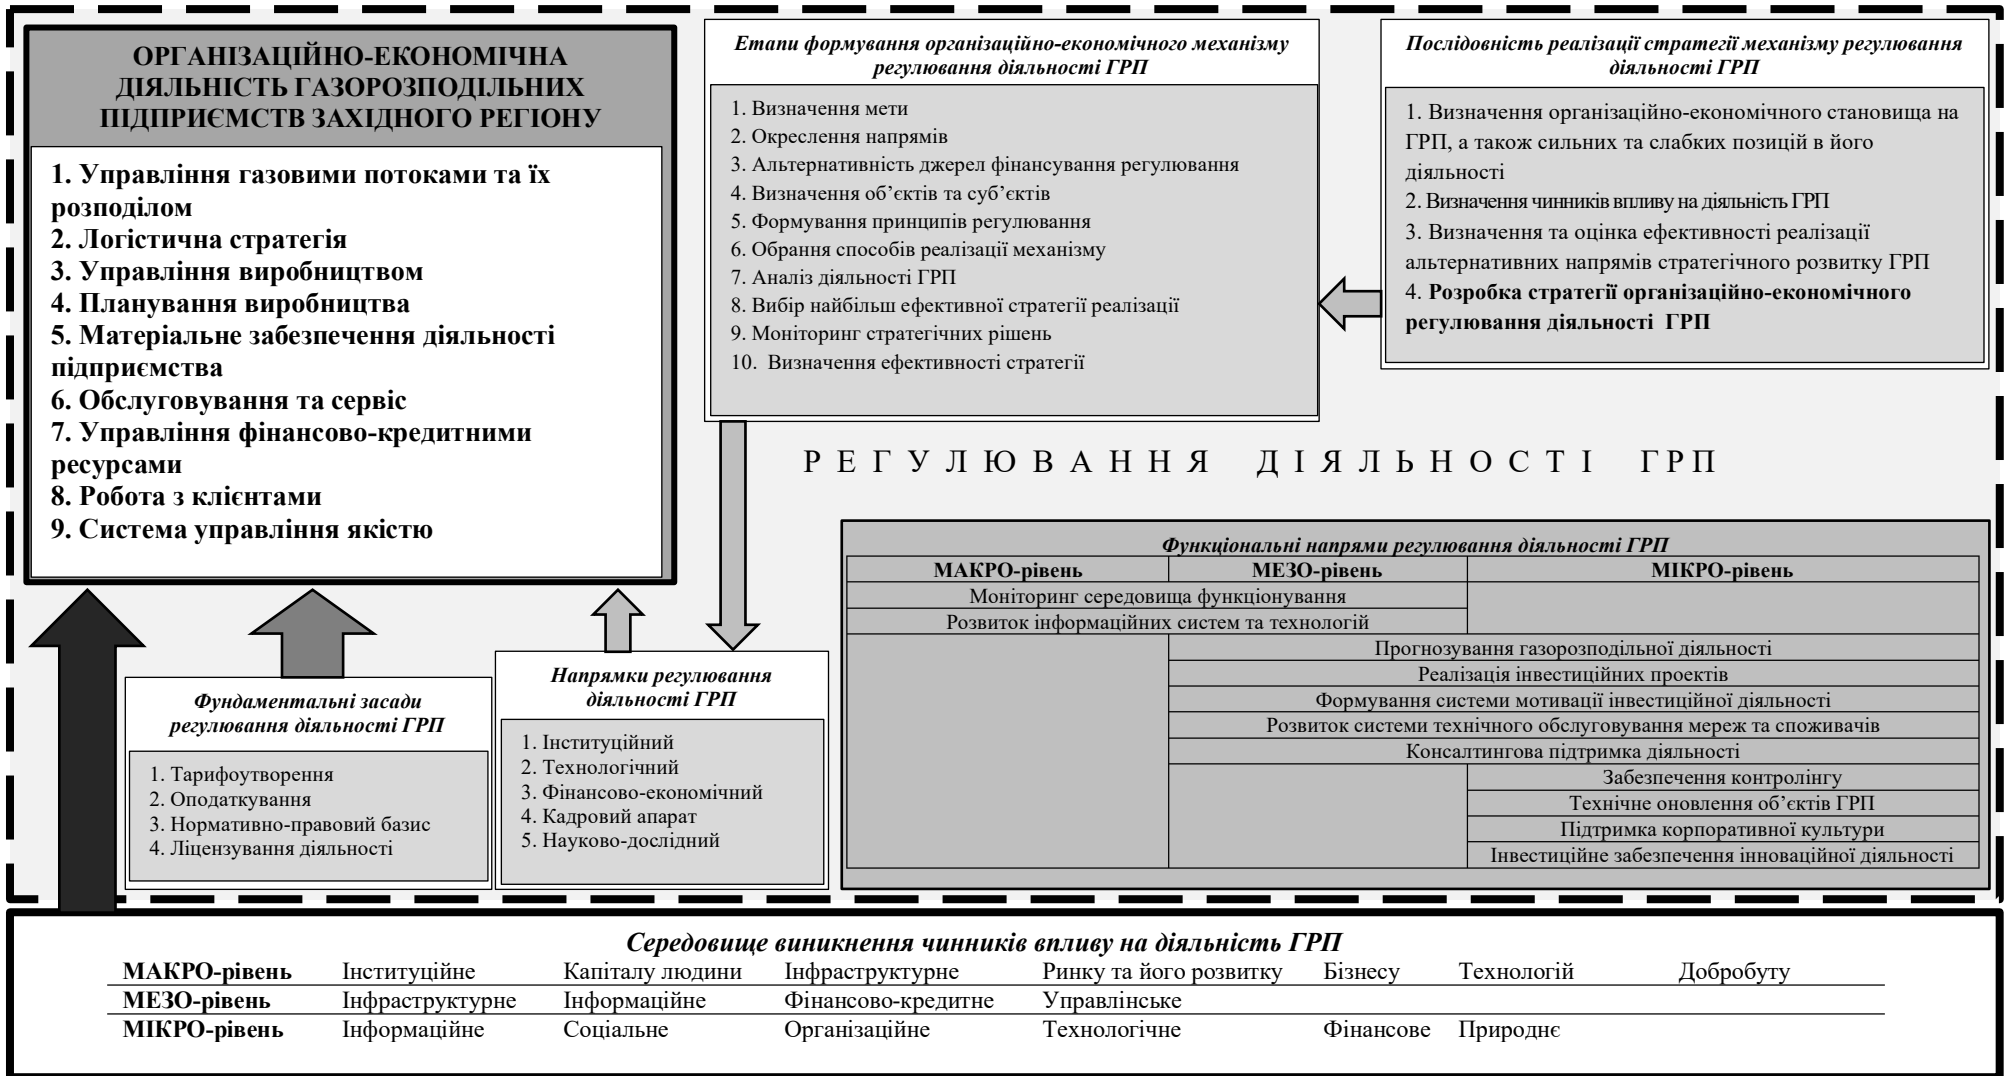 ОРГАНІЗАЦІЙНО-ЕКОНОМІЧНА
ДІЯЛЬНІСТЬ ГАЗОРОЗПОДІЛЬНИХ
ПІДПРИЄМСТВ ЗАХІДНОГО РЕГІОНУ
1. Управління газовими потоками та їх
розподілом
2. Логістична стратегія
3. Управління виробництвом
4. Планування виробництва
5. Матеріальне забезпечення діяльності
підприємства
6. Обслуговування та сервіс
7. Управління фінансово-кредитними
ресурсами
8. Робота з клієнтами
9. Система управління якістю
Етапи формування організаційно-економічного механізму
регулювання діяльності ГРП
1. Визначення мети
2. Окреслення напрямів
3. Альтернативність джерел фінансування регулювання
4. Визначення об’єктів та суб’єктів
5. Формування принципів регулювання
6. Обрання способів реалізації механізму
7. Аналіз діяльності ГРП
8. Вибір найбільш ефективної стратегії реалізації
9. Моніторинг стратегічних рішень
10. Визначення ефективності стратегії
Послідовність реалізації стратегії механізму регулювання
діяльності ГРП
1. Визначення організаційно-економічного становища на
ГРП, а також сильних та слабких позицій в його
діяльності
2. Визначення чинників впливу на діяльність ГРП
3. Визначення та оцінка ефективності реалізації
альтернативних напрямів стратегічного розвитку ГРП
4. Розробка стратегії організаційно-економічного
регулювання діяльності ГРП
РЕГУЛЮВАННЯ ДІЯЛЬНОСТІ ГРП
Фундаментальні засади
регулювання діяльності ГРП
1. Тарифоутворення
2. Оподаткування
3. Нормативно-правовий базис
4. Ліцензування діяльності
Напрямки регулювання
діяльності ГРП
1. Інституційний
2. Технологічний
3. Фінансово-економічний
4. Кадровий апарат
5. Науково-дослідний
Функціональні напрями регулювання діяльності ГРП
МАКРО-рівень МЕЗО-рівень МІКРО-рівень
Моніторинг середовища функціонування
Розвиток інформаційних систем та технологій
Прогнозування газорозподільної діяльності
Реалізація інвестиційних проектів
Формування системи мотивації інвестиційної діяльності
Розвиток системи технічного обслуговування мереж та споживачів
Консалтингова підтримка діяльності
Забезпечення контролінгу
Технічне оновлення об’єктів ГРП
Підтримка корпоративної культури
Інвестиційне забезпечення інноваційної діяльності
Середовище виникнення чинників впливу на діяльність ГРП
МАКРО-рівень Інституційне Капіталу людини Інфраструктурне Ринку та його розвитку Бізнесу Технологій Добробуту
МЕЗО-рівень Інфраструктурне Інформаційне Фінансово-кредитне Управлінське
МІКРО-рівень Інформаційне Соціальне Організаційне Технологічне Фінансове Природнє